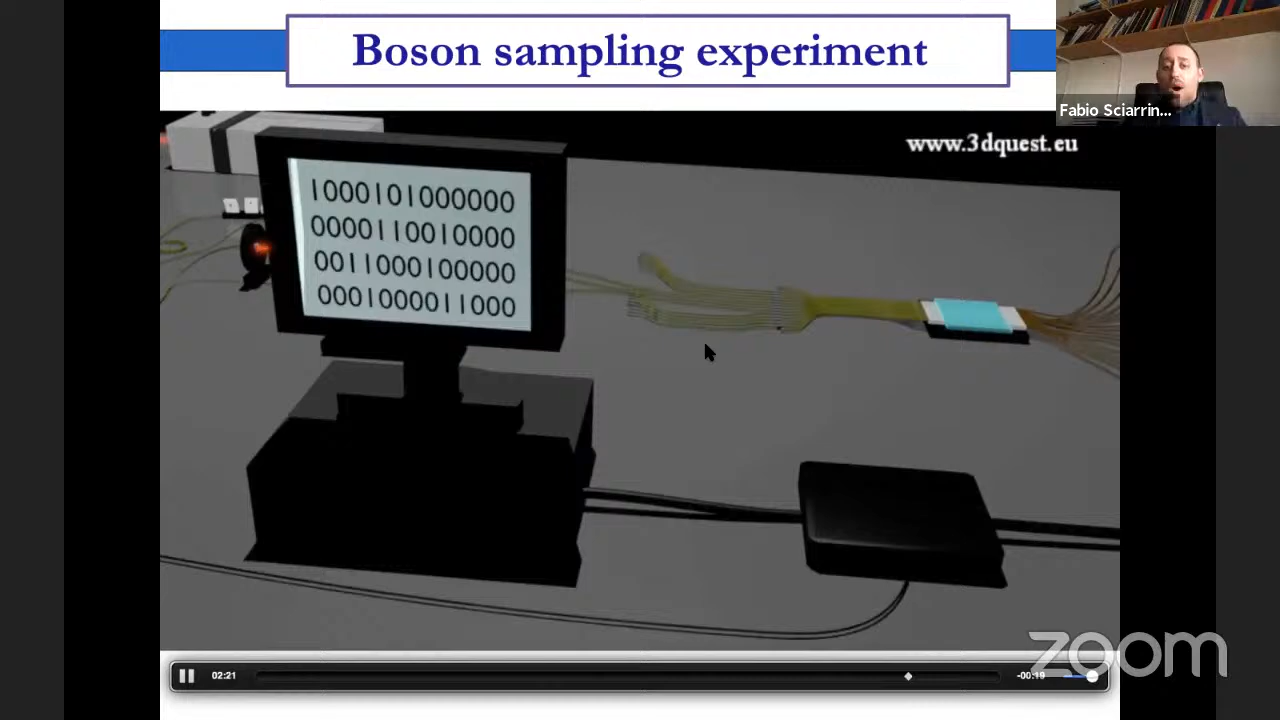 Boson sampling experiment
Fabio Sciarrin...
www.3dquest.eu
1000101000000
0000110010000
0011000100000
0001000011000
02:21
-00:19
zoom